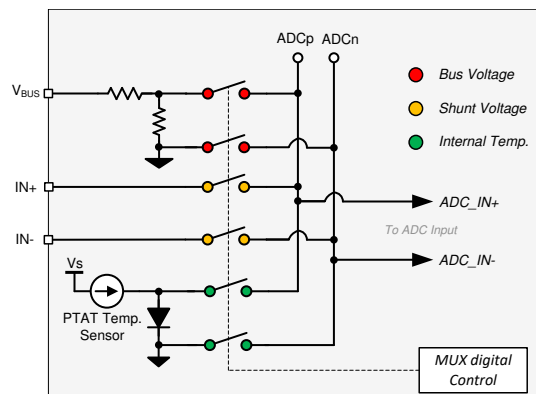 ADCp ADCn
Bus Voltage
VBUS
Shunt Voltage
Internal Temp.
IN+
ADC_IN+
To ADC Input
IN-
Vs
ADC_IN-
PTAT Temp.
Sensor
MUX digital
Control